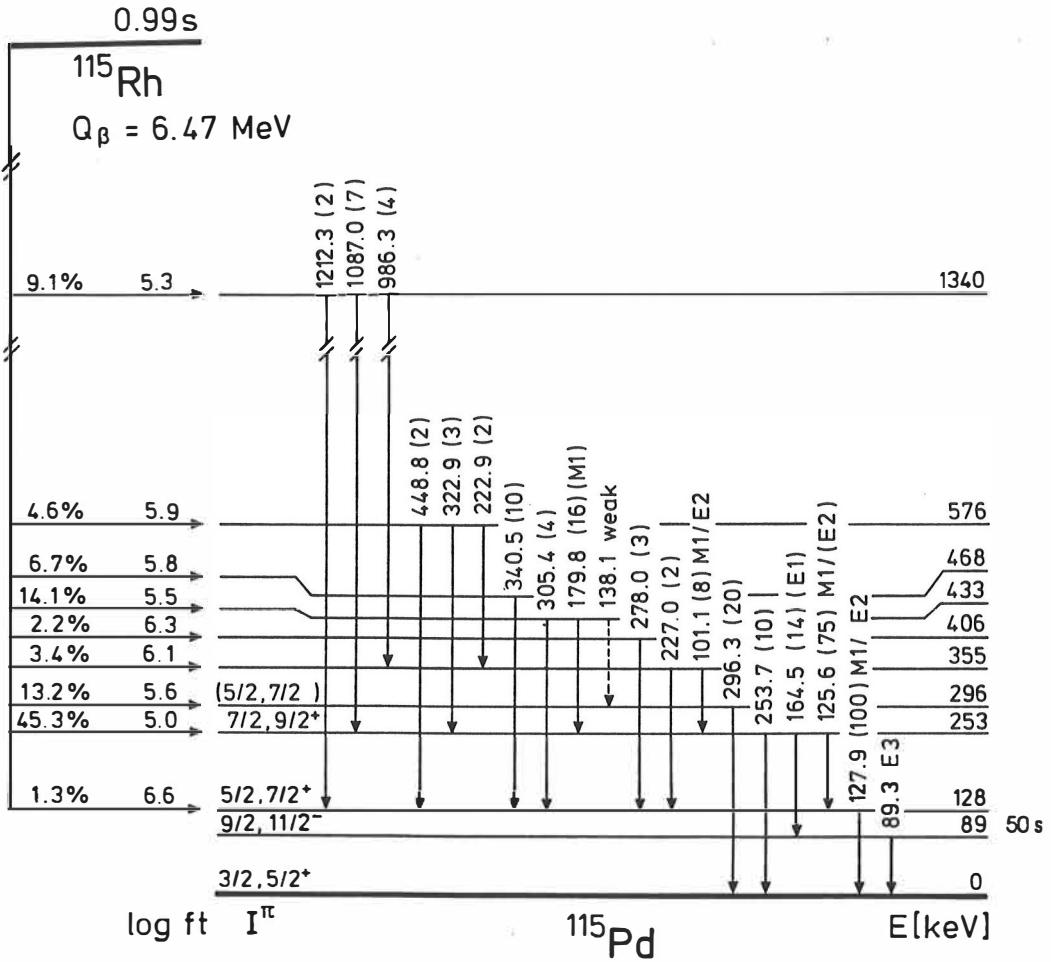 0.99s
¹¹⁵Rh
Qβ = 6.47 MeV
1212.3 (2)
1087.0 (7)
986.3 (4)
9.1% 5.3 1340
448.8 (2)
322.9 (3)
222.9 (2)
340.5 (10)
305.4 (4)
179.8 (16) (M1)
138.1 weak
278.0 (3)
227.0 (2)
101.1 (8) M1/E2
296.3 (20)
253.7 (10)
164.5 (14) (E1)
125.6 (75) M1/(E2)
127.9 (100) M1/ E2
89.3 E3
4.6% 5.9 576
6.7% 5.8 468
14.1% 5.5 433
2.2% 6.3 406
3.4% 6.1 355
13.2% 5.6 (5/2,7/2 ) 296
45.3% 5.0 7/2,9/2⁺ 253
1.3% 6.6 5/2,7/2⁺ 128
9/2,11/2⁻ 89 50 s
3/2,5/2⁺ 0
log ft I^π ¹¹⁵Pd E[keV]